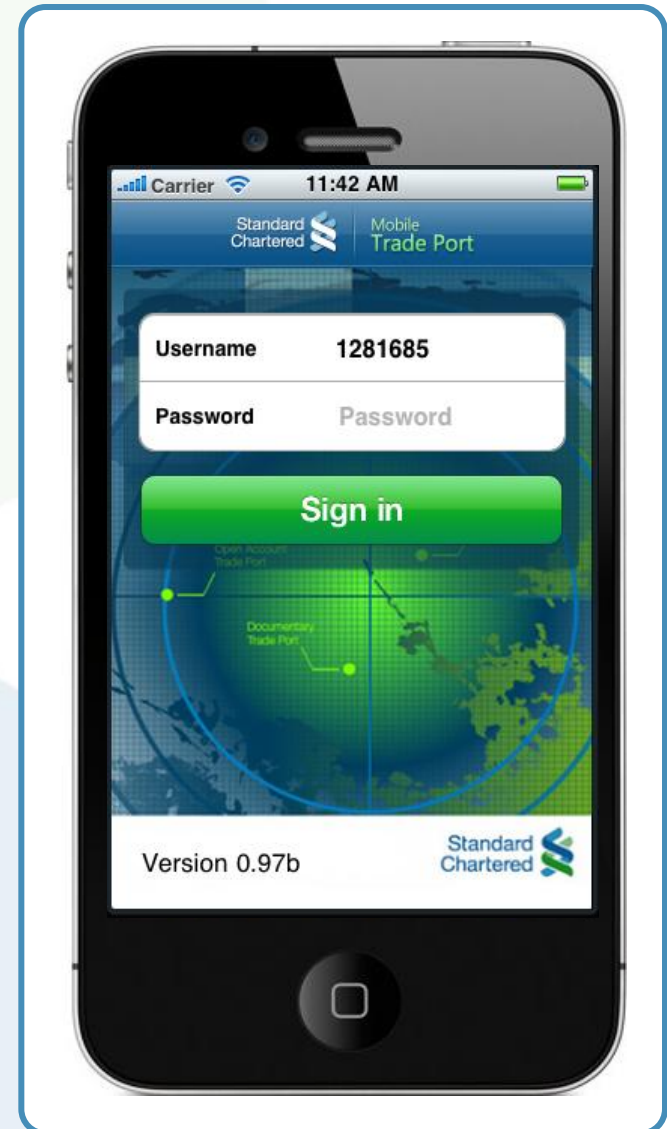 Carrier 11:42 AM
Standard
Chartered
Mobile
Trade Port
Username 1281685
Password Password
Sign in
Open Account
Trade Port
Documentary
Trade Port
Version 0.97b
Standard
Chartered